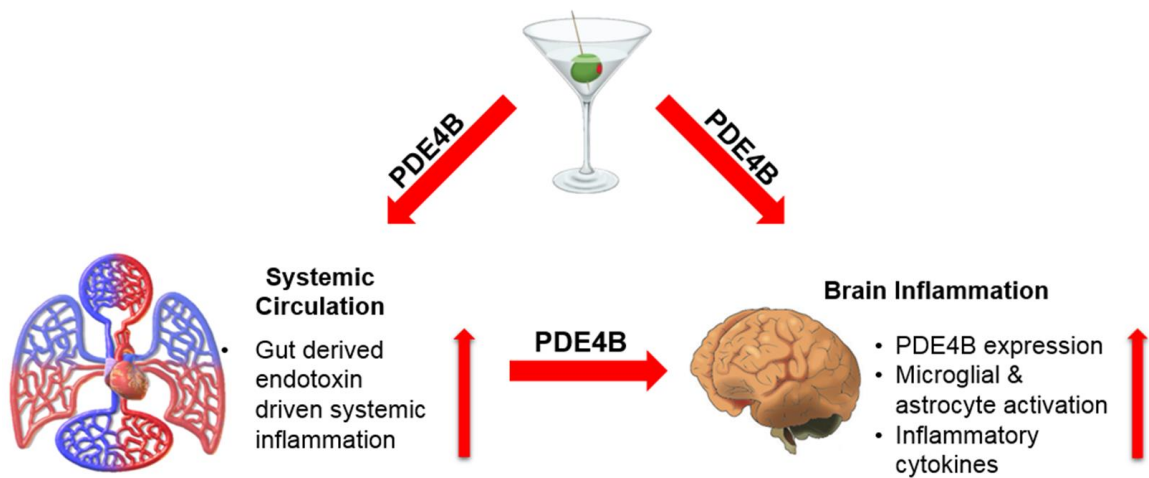 PDE4B
PDE4B
Systemic
Circulation
• Gut derived
endotoxin
driven systemic
inflammation
PDE4B
Brain Inflammation
• PDE4B expression
• Microglial &
astrocyte activation
• Inflammatory
cytokines